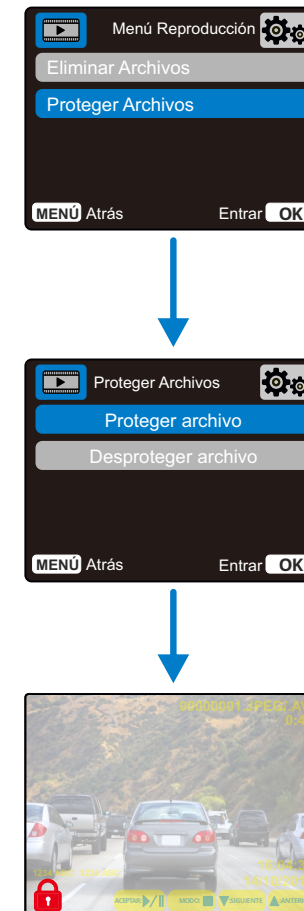 Menú Reproducción
Eliminar Archivos
Proteger Archivos
MENÚ Atrás Entrar OK
Proteger Archivos
Proteger archivo
Desproteger archivo
MENÚ Atrás Entrar OK
ACEPTAR MODO SIGUIENTE